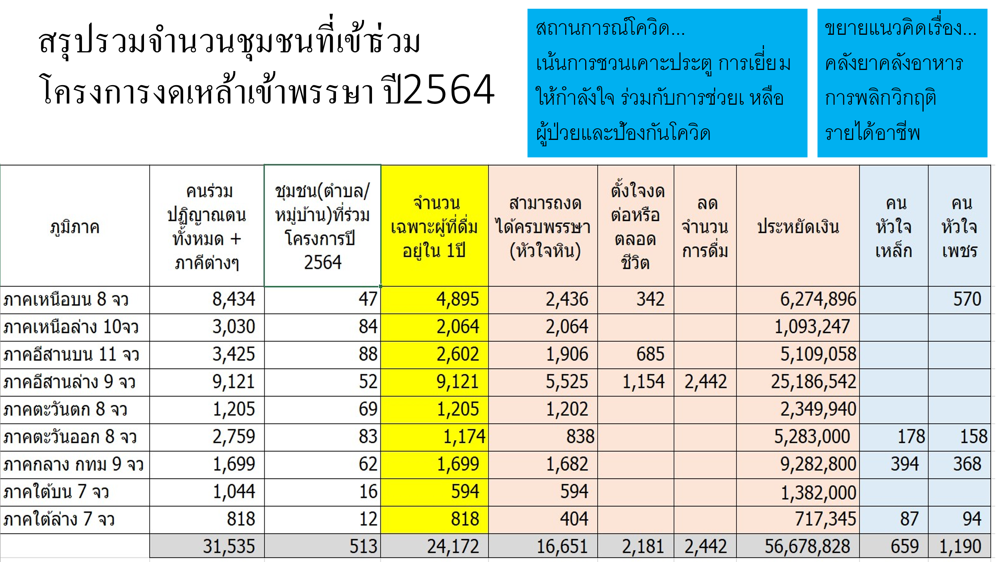 สรุปรวมจำนวนชุมชนที่เข้าร่วม
โครงการงดเหล้าเข้าพรรษา ปี2564
สถานการณ์โควิด...
เน้นการชวนเคาะประตู การเยี่ยม
ให้กำลังใจ ร่วมกับการช่วยเ หลือ
ผู้ป่วยและป้องกันโควิด
ขยายแนวคิดเรื่อง...
คลังยาคลังอาหาร
การพลิกวิกฤติ
รายได้อาชีพ
ภูมิภาค
คนร่วม
ปฏิญาณตน
ทั้งหมด +
ภาคีต่างๆ
ชุมชน(ตำบล/
หมู่บ้าน)ที่ร่วม
โครงการปี
2564
จำนวน
เฉพาะผู้ที่ดื่ม
อยู่ใน 1ปี
สามารถงด
ได้ครบพรรษา
(หัวใจหิน)
ตั้งใจงด
ต่อหรือ
ตลอด
ชีวิต
ลด
จำนวน
การดื่ม
ประหยัดเงิน
คน
หัวใจ
เหล็ก
คน
หัวใจ
เพชร
ภาคเหนือบน 8 จว 8,434 47 4,895 2,436 342 6,274,896 570
ภาคเหนือล่าง 10จว 3,030 84 2,064 2,064 1,093,247
ภาคอีสานบน 11 จว 3,425 88 2,602 1,906 685 5,109,058
ภาคอีสานล่าง 9 จว 9,121 52 9,121 5,525 1,154 2,442 25,186,542
ภาคตะวันตก 8 จว 1,205 69 1,205 1,202 2,349,940
ภาคตะวันออก 8 จว 2,759 83 1,174 838 5,283,000 178 158
ภาคกลาง กทม 9 จว 1,699 62 1,699 1,682 9,282,800 394 368
ภาคใต้บน 7 จว 1,044 16 594 594 1,382,000
ภาคใต้ล่าง 7 จว 818 12 818 404 717,345 87 94
31,535 513 24,172 16,651 2,181 2,442 56,678,828 659 1,190